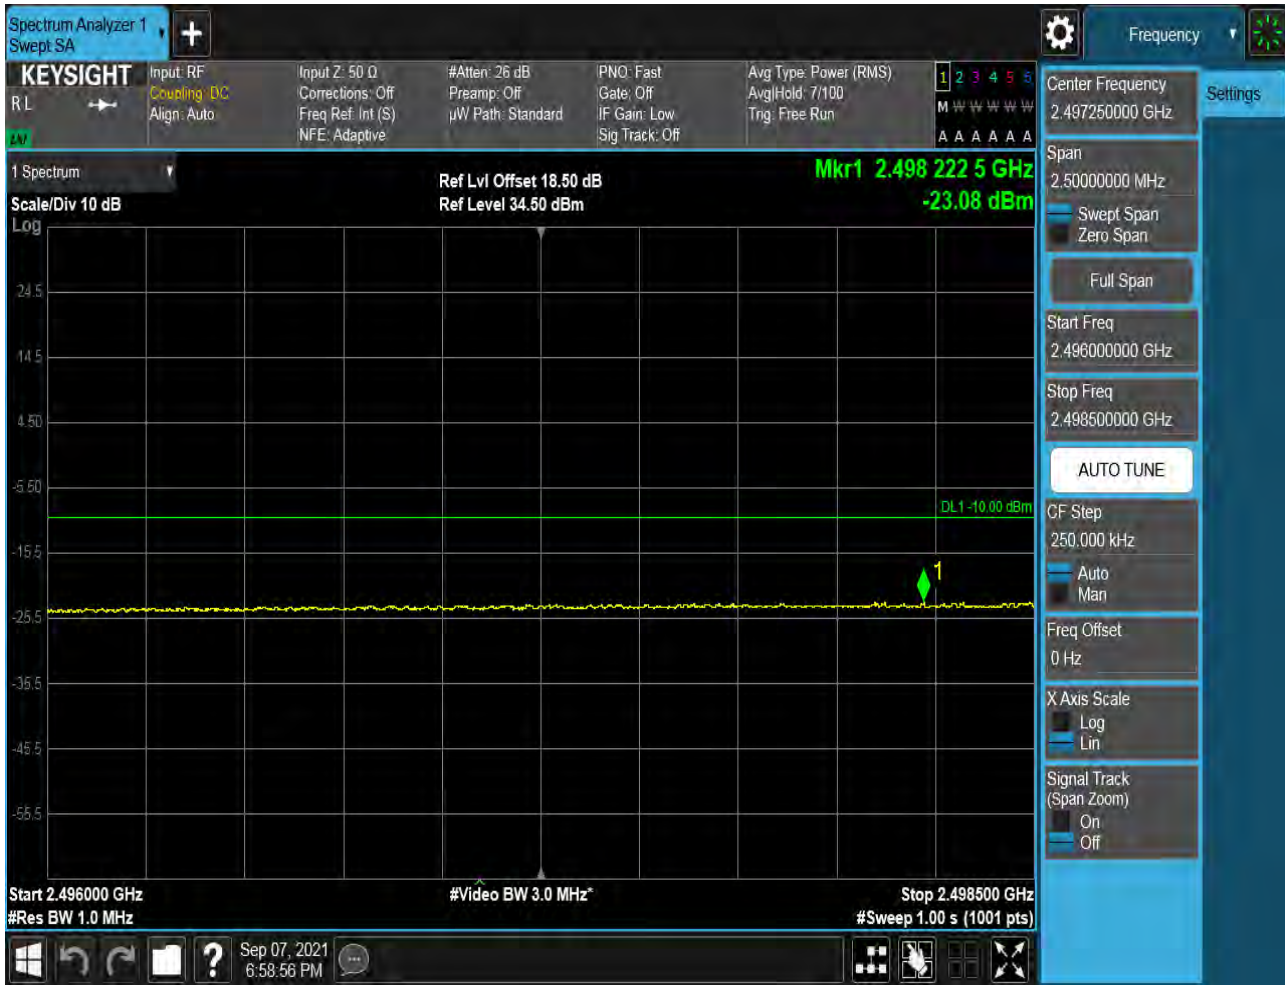 Spectrum Analyzer 1
Swept SA
Frequency
KEYSIGHT
R L
LNI
Input: RF
Coupling: DC
Align: Auto
Input Z: 50 Ω
Corrections: Off
Freq Ref: Int (S)
NFE: Adaptive
#Atten: 26 dB
Preamp: Off
µW Path: Standard
PNO: Fast
Gate: Off
IF Gain: Low
Sig Track: Off
Avg Type: Power (RMS)
Avg|Hold: 7/100
Trig: Free Run
1 2 3 4 5 6
M W W W W W
A A A A A A
1 Spectrum
Scale/Div 10 dB
Log
Ref Lvl Offset 18.50 dB
Ref Level 34.50 dBm
Mkr1 2.498 222 5 GHz
-23.08 dBm
24.5
14.5
4.50
-5.50
DL1 -10.00 dBm
-15.5
1
-25.5
-35.5
-45.5
-55.5
Start 2.496000 GHz
#Res BW 1.0 MHz
#Video BW 3.0 MHz*
Stop 2.498500 GHz
#Sweep 1.00 s (1001 pts)
Center Frequency
2.497250000 GHz
Settings
Span
2.50000000 MHz
Swept Span
Zero Span
Full Span
Start Freq
2.496000000 GHz
Stop Freq
2.498500000 GHz
AUTO TUNE
CF Step
250.000 kHz
Auto
Man
Freq Offset
0 Hz
X Axis Scale
Log
Lin
Signal Track
(Span Zoom)
On
Off
?
Sep 07, 2021
6:58:56 PM